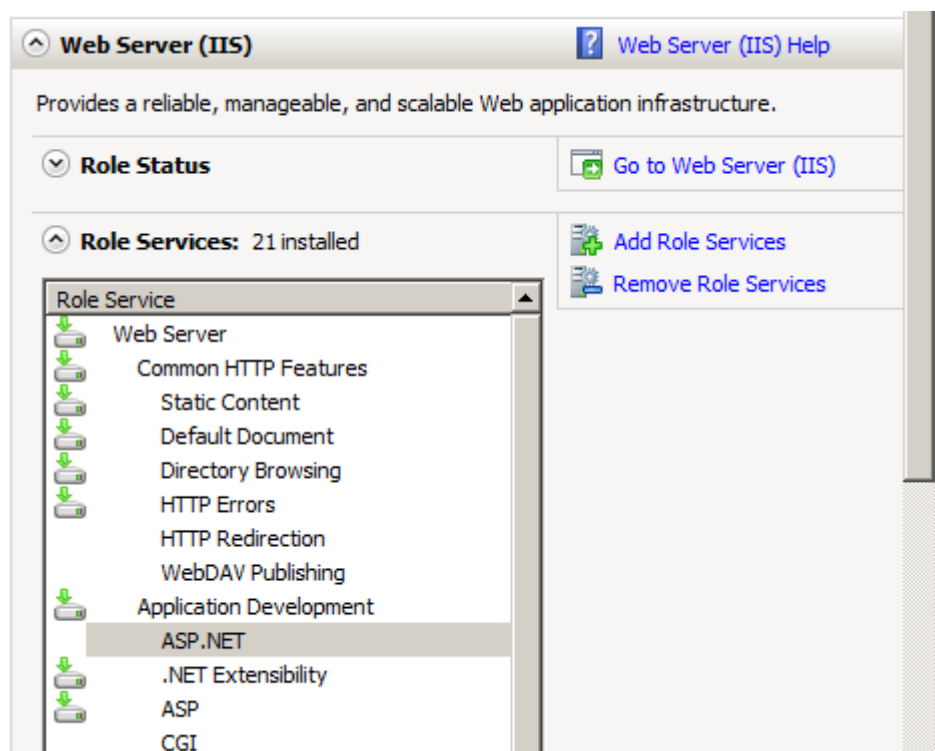 Web Server (IIS)
Web Server (IIS) Help
Provides a reliable, manageable, and scalable Web application infrastructure.
Role Status
Go to Web Server (IIS)
Role Services: 21 installed
Add Role Services
Remove Role Services
Role Service
Web Server
Common HTTP Features
Static Content
Default Document
Directory Browsing
HTTP Errors
HTTP Redirection
WebDAV Publishing
Application Development
ASP.NET
.NET Extensibility
ASP
CGI